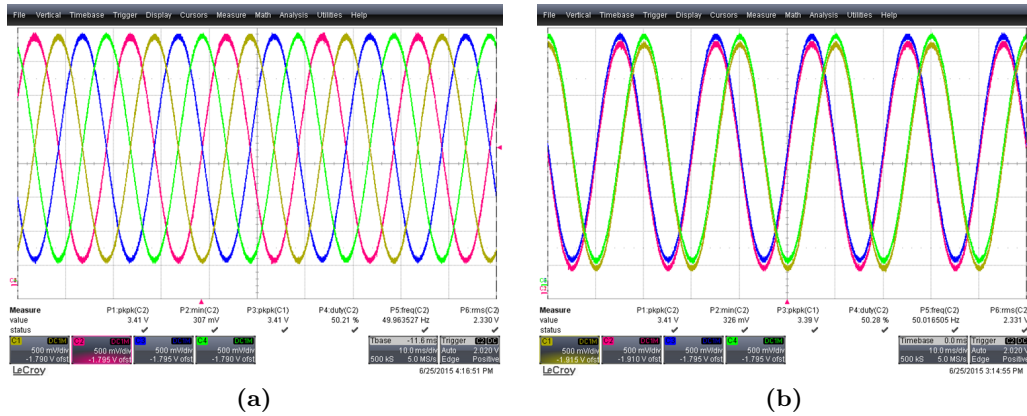 File Vertical Timebase Trigger Display Cursors Measure Math Analysis Utilities Help
Measure P1:pkpk(C2) P2:min(C2) P3:pkpk(C1) P4:duty(C2) P5:freq(C2) P6:rms(C2)
value 3.41 V 307 mV 3.41 V 50.21 % 49.963527 Hz 2.330 V
status
C1 DC1M C2 DC1M DC1M C4 DC1M Tbase -11.6 ms Trigger C2 DC
500 mV/div 500 mV/div 500 mV/div 500 mV/div 10.0 ms/div Auto 2.020 V
-1.790 V ofst -1.795 V ofst -1.795 V ofst -1.790 V ofst 500 kS 5.0 MS/s Edge Positive
LeCroy 6/25/2015 4:16:51 PM
(a)
File Vertical Timebase Trigger Display Cursors Measure Math Analysis Utilities Help
Measure P1:pkpk(C2) P2:min(C2) P3:pkpk(C1) P4:duty(C2) P5:freq(C2) P6:rms(C2)
value 3.41 V 326 mV 3.39 V 50.28 % 50.016505 Hz 2.331 V
status
C1 DC1M C2 DC1M DC1M C4 DC1M Timebase 0.0 ms Trigger C2 DC
500 mV/div 500 mV/div 500 mV/div 500 mV/div 10.0 ms/div Auto 2.020 V
-1.915 V ofst -1.910 V ofst -1.795 V ofst -1.790 V ofst 500 kS 5.0 MS/s Edge Positive
LeCroy 6/25/2015 3:14:55 PM
(b)